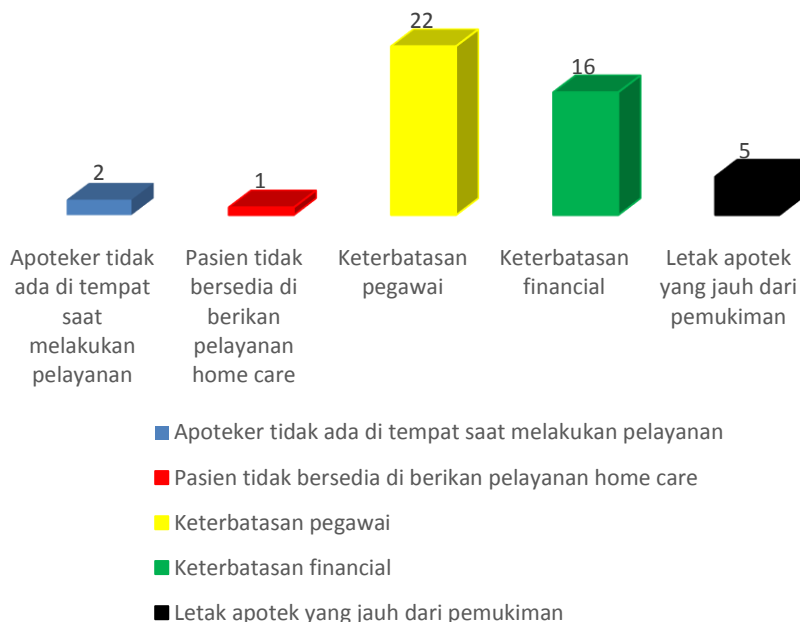 22
16
5
2
1
Apoteker tidak
ada di tempat
saat
melakukan
pelayanan
Pasien tidak
bersedia di
berikan
pelayanan
home care
Keterbatasan
pegawai
Keterbatasan
financial
Letak apotek
yang jauh dari
pemukiman
Apoteker tidak ada di tempat saat melakukan pelayanan
Pasien tidak bersedia di berikan pelayanan home care
Keterbatasan pegawai
Keterbatasan financial
Letak apotek yang jauh dari pemukiman